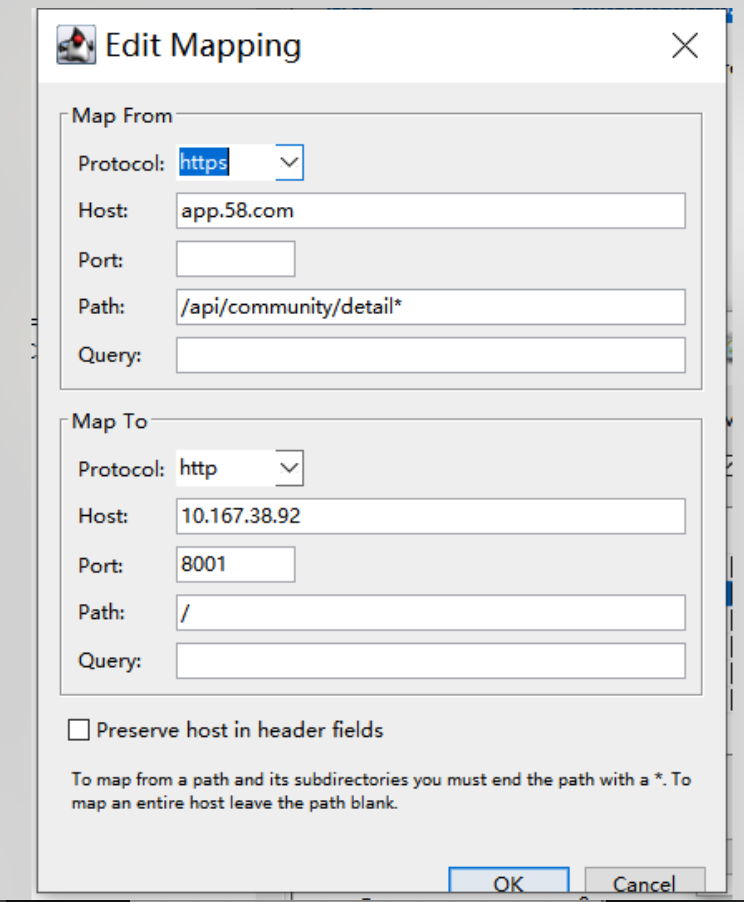 Edit Mapping
Map From
Protocol: https
Host: app.58.com
Port:
Path: /api/community/detail*
Query:
Map To
Protocol: http
Host: 10.167.38.92
Port: 8001
Path: /
Query:
Preserve host in header fields
To map from a path and its subdirectories you must end the path with a *. To
map an entire host leave the path blank.
OK Cancel